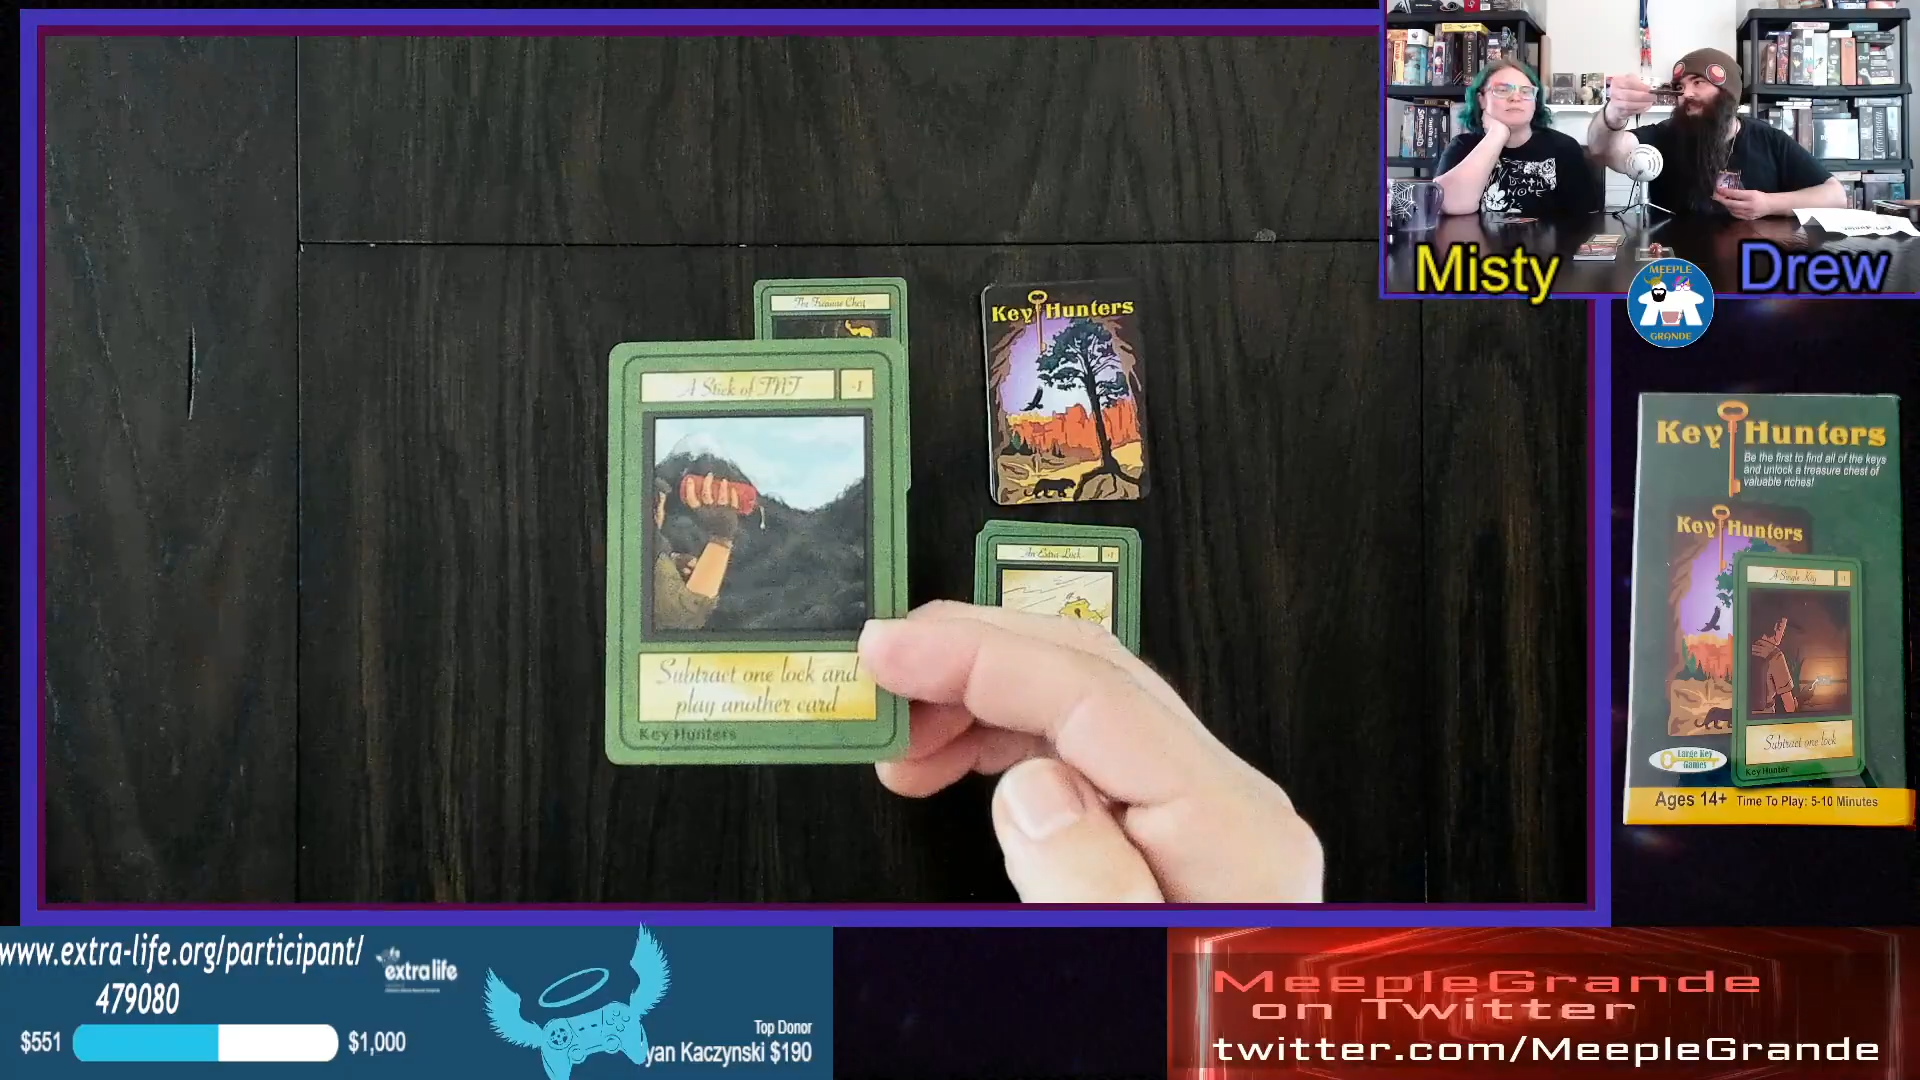 The Treasure Chest
Key Hunters
A Stick of TNT
-1
Subtract one lock and
play another card
Key Hunters
An Extra Lock
DEATH
NOTE
Misty
Drew
MEEPLE
GRANDE
Key Hunters
Be the first to find all of the keys
and unlock a treasure chest of
valuable riches!
Key Hunters
A Single Key
Subtract one lock
Key Hunter
Large Key
Games
Ages 14+ Time To Play: 5-10 Minutes
www.extra-life.org/participant/
479080
extralife
$551
$1,000
Top Donor
yan Kaczynski $190
MeepleGrande
on Twitter
twitter.com/MeepleGrande